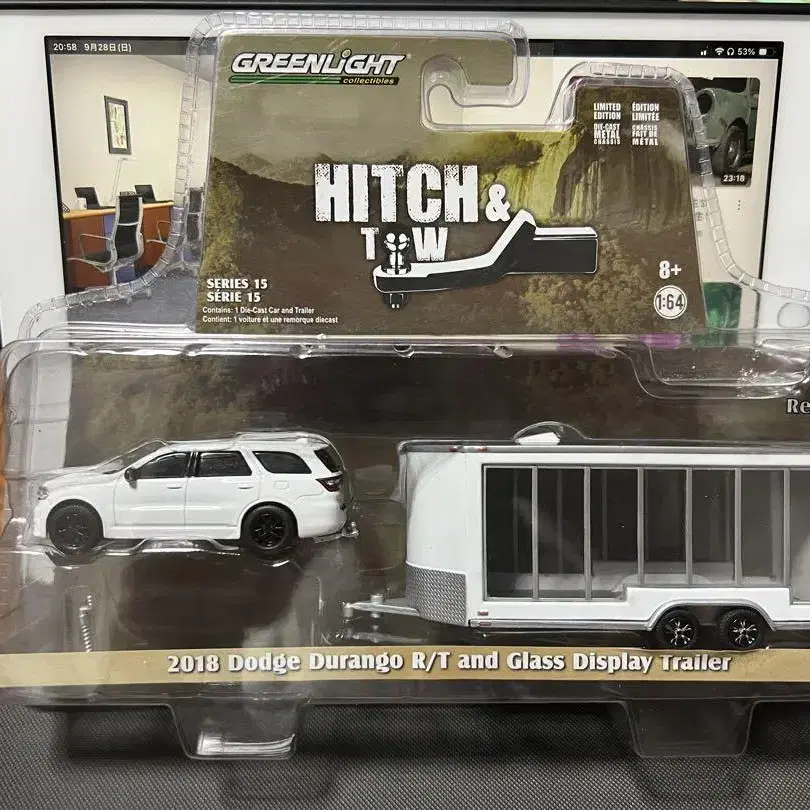 20:58 9月28日(日)
53%
GREENLIGHT
collectibles
LIMITED EDITION
ÉDITION LIMITÉE
DIE-CAST METAL CHASSIS
CHÂSSIS FAIT DE MÉTAL
23:18
HITCH &
TOW
8+
1:64
SERIES 15
SÉRIE 15
Contains: 1 Die-Cast Car and Trailer
Contient: 1 voiture et une remorque diecast
Re
2018 Dodge Durango R/T and Glass Display Trailer